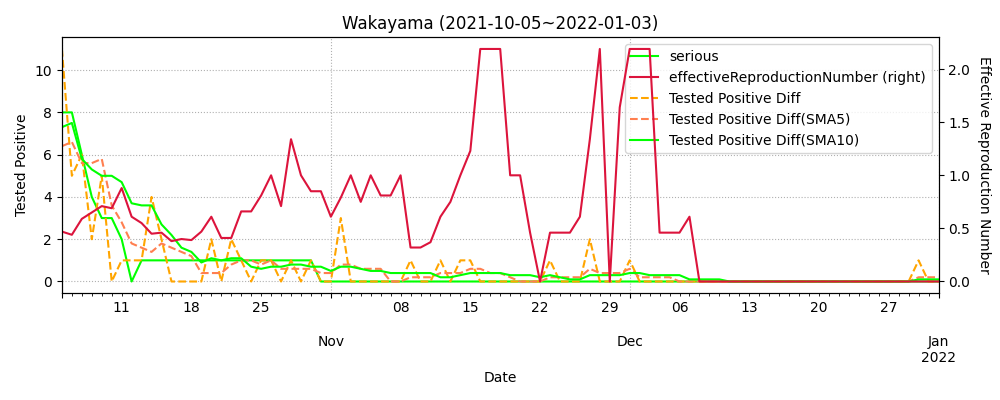 Wakayama (2021-10-05~2022-01-03)
serious
effectiveReproductionNumber (right)
Tested Positive Diff
Tested Positive Diff(SMA5)
Tested Positive Diff(SMA10)
Tested Positive
10
8
6
4
2
0
2.0
1.5
1.0
0.5
0.0
Effective Reproduction Number
11 18 25 08 15 22 29 06 13 20 27
Nov Dec Jan
2022
Date